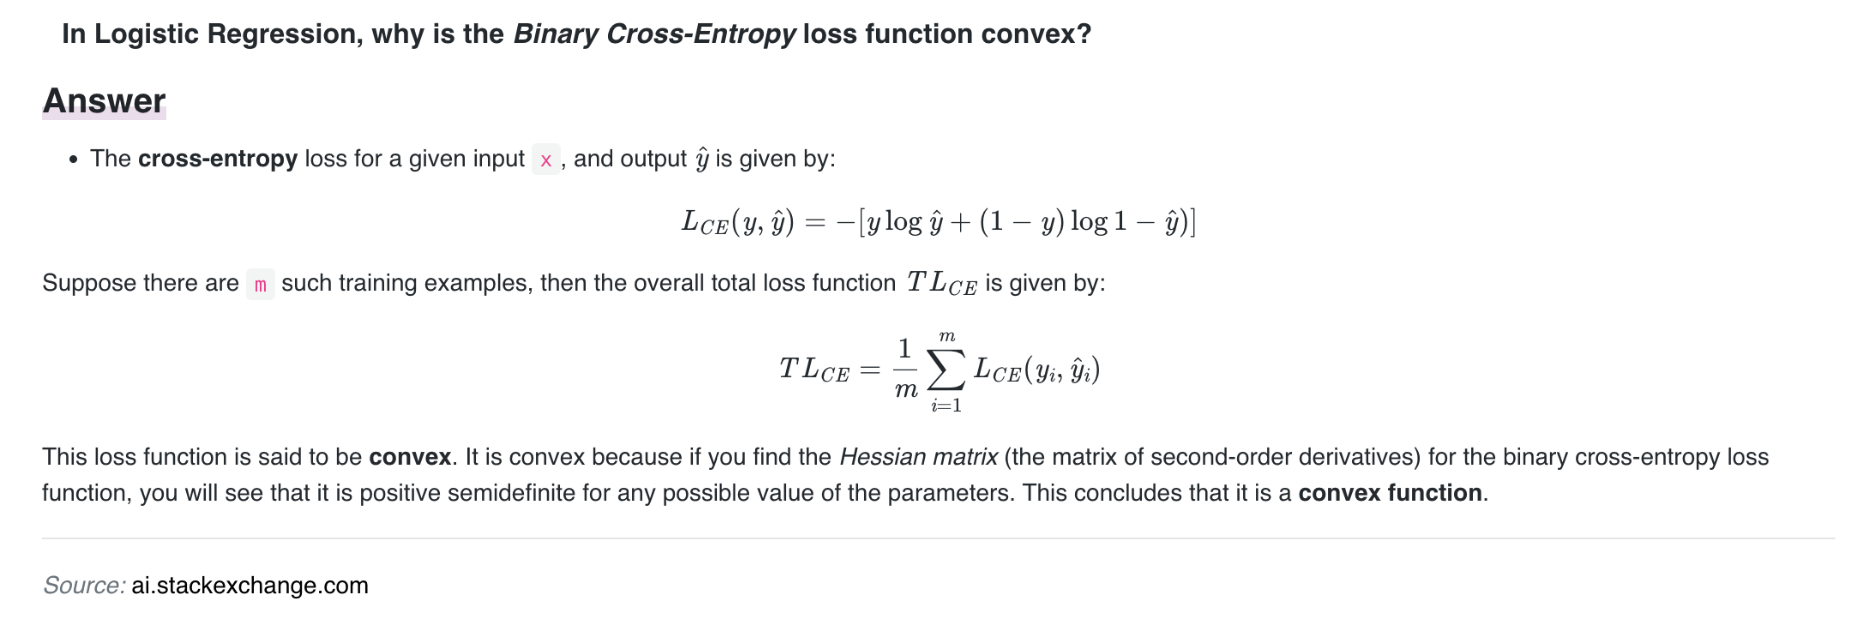 In Logistic Regression, why is the Binary Cross-Entropy loss function convex?
Answer
• The cross-entropy loss for a given input x , and output ŷ is given by:
L_{CE}(y, ŷ) = −[y log ŷ + (1 − y) log 1 − ŷ)]
Suppose there are m such training examples, then the overall total loss function TL_{CE} is given by:
TL_{CE} = \frac{1}{m} \sum_{i=1}^{m} L_{CE}(y_i, ŷ_i)
This loss function is said to be convex. It is convex because if you find the Hessian matrix (the matrix of second-order derivatives) for the binary cross-entropy loss
function, you will see that it is positive semidefinite for any possible value of the parameters. This concludes that it is a convex function.
Source: ai.stackexchange.com